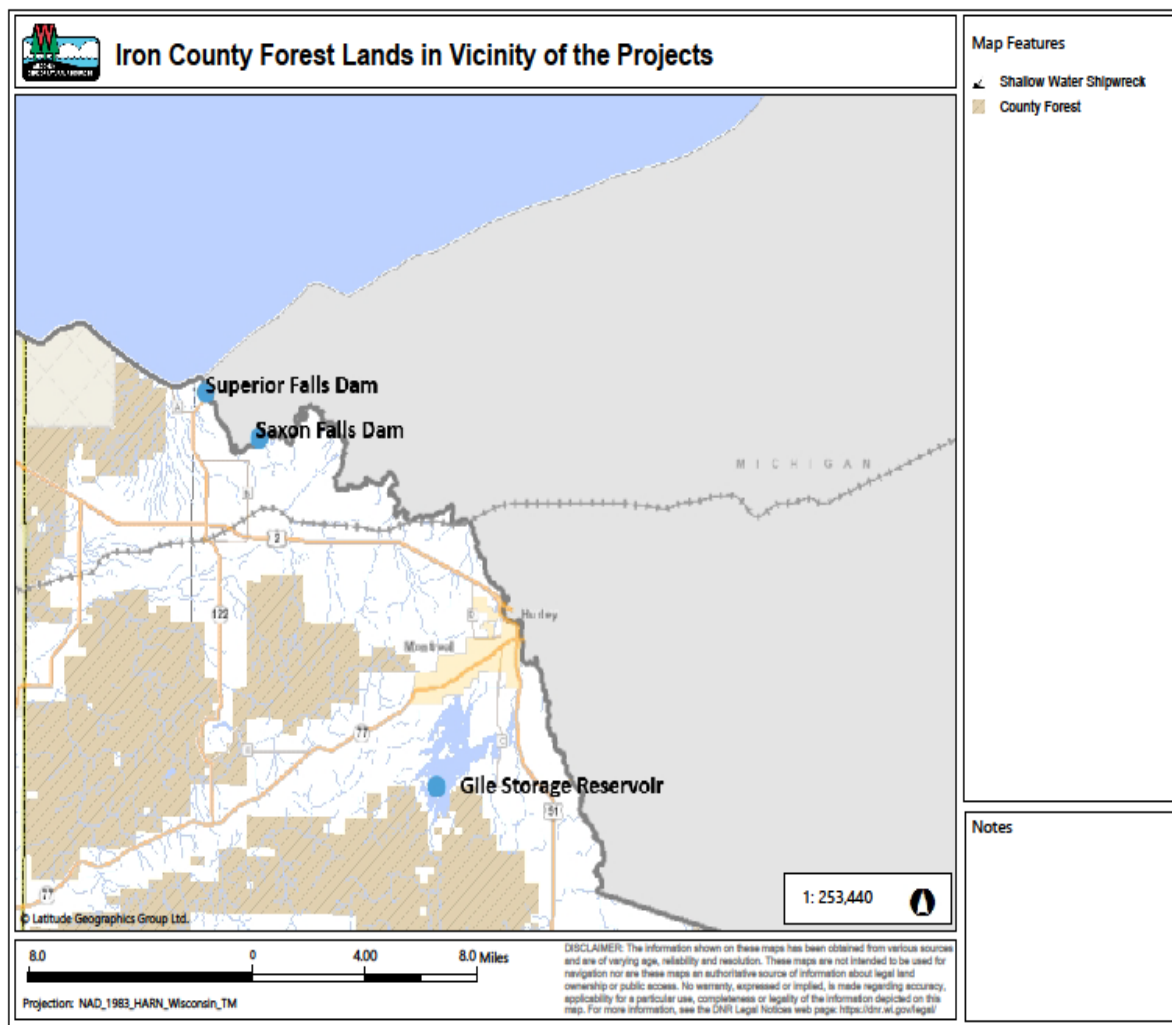 Iron County Forest Lands in Vicinity of the Projects
Map Features
Shallow Water Shipwreck
County Forest
Superior Falls Dam
Saxon Falls Dam
MICHIGAN
2
122
Hurley
Montreal
77
Gile Storage Reservoir
51
77
© Latitude Geographics Group Ltd.
1: 253,440
Notes
8.0 0 4.00 8.0 Miles
Projection: NAD_1983_HARN_Wisconsin_TM
DISCLAIMER: The information shown on these maps has been obtained from various sources
and are of varying age, reliability and resolution. These maps are not intended to be used for
navigation nor are these maps an authoritative source of information about legal land
ownership or public access. No warranty, expressed or implied, is made regarding accuracy,
applicability for a particular use, completeness or legality of the information depicted on this
map. For more information, see the DNR Legal Notices web page: https://dnr.wi.gov/legal/